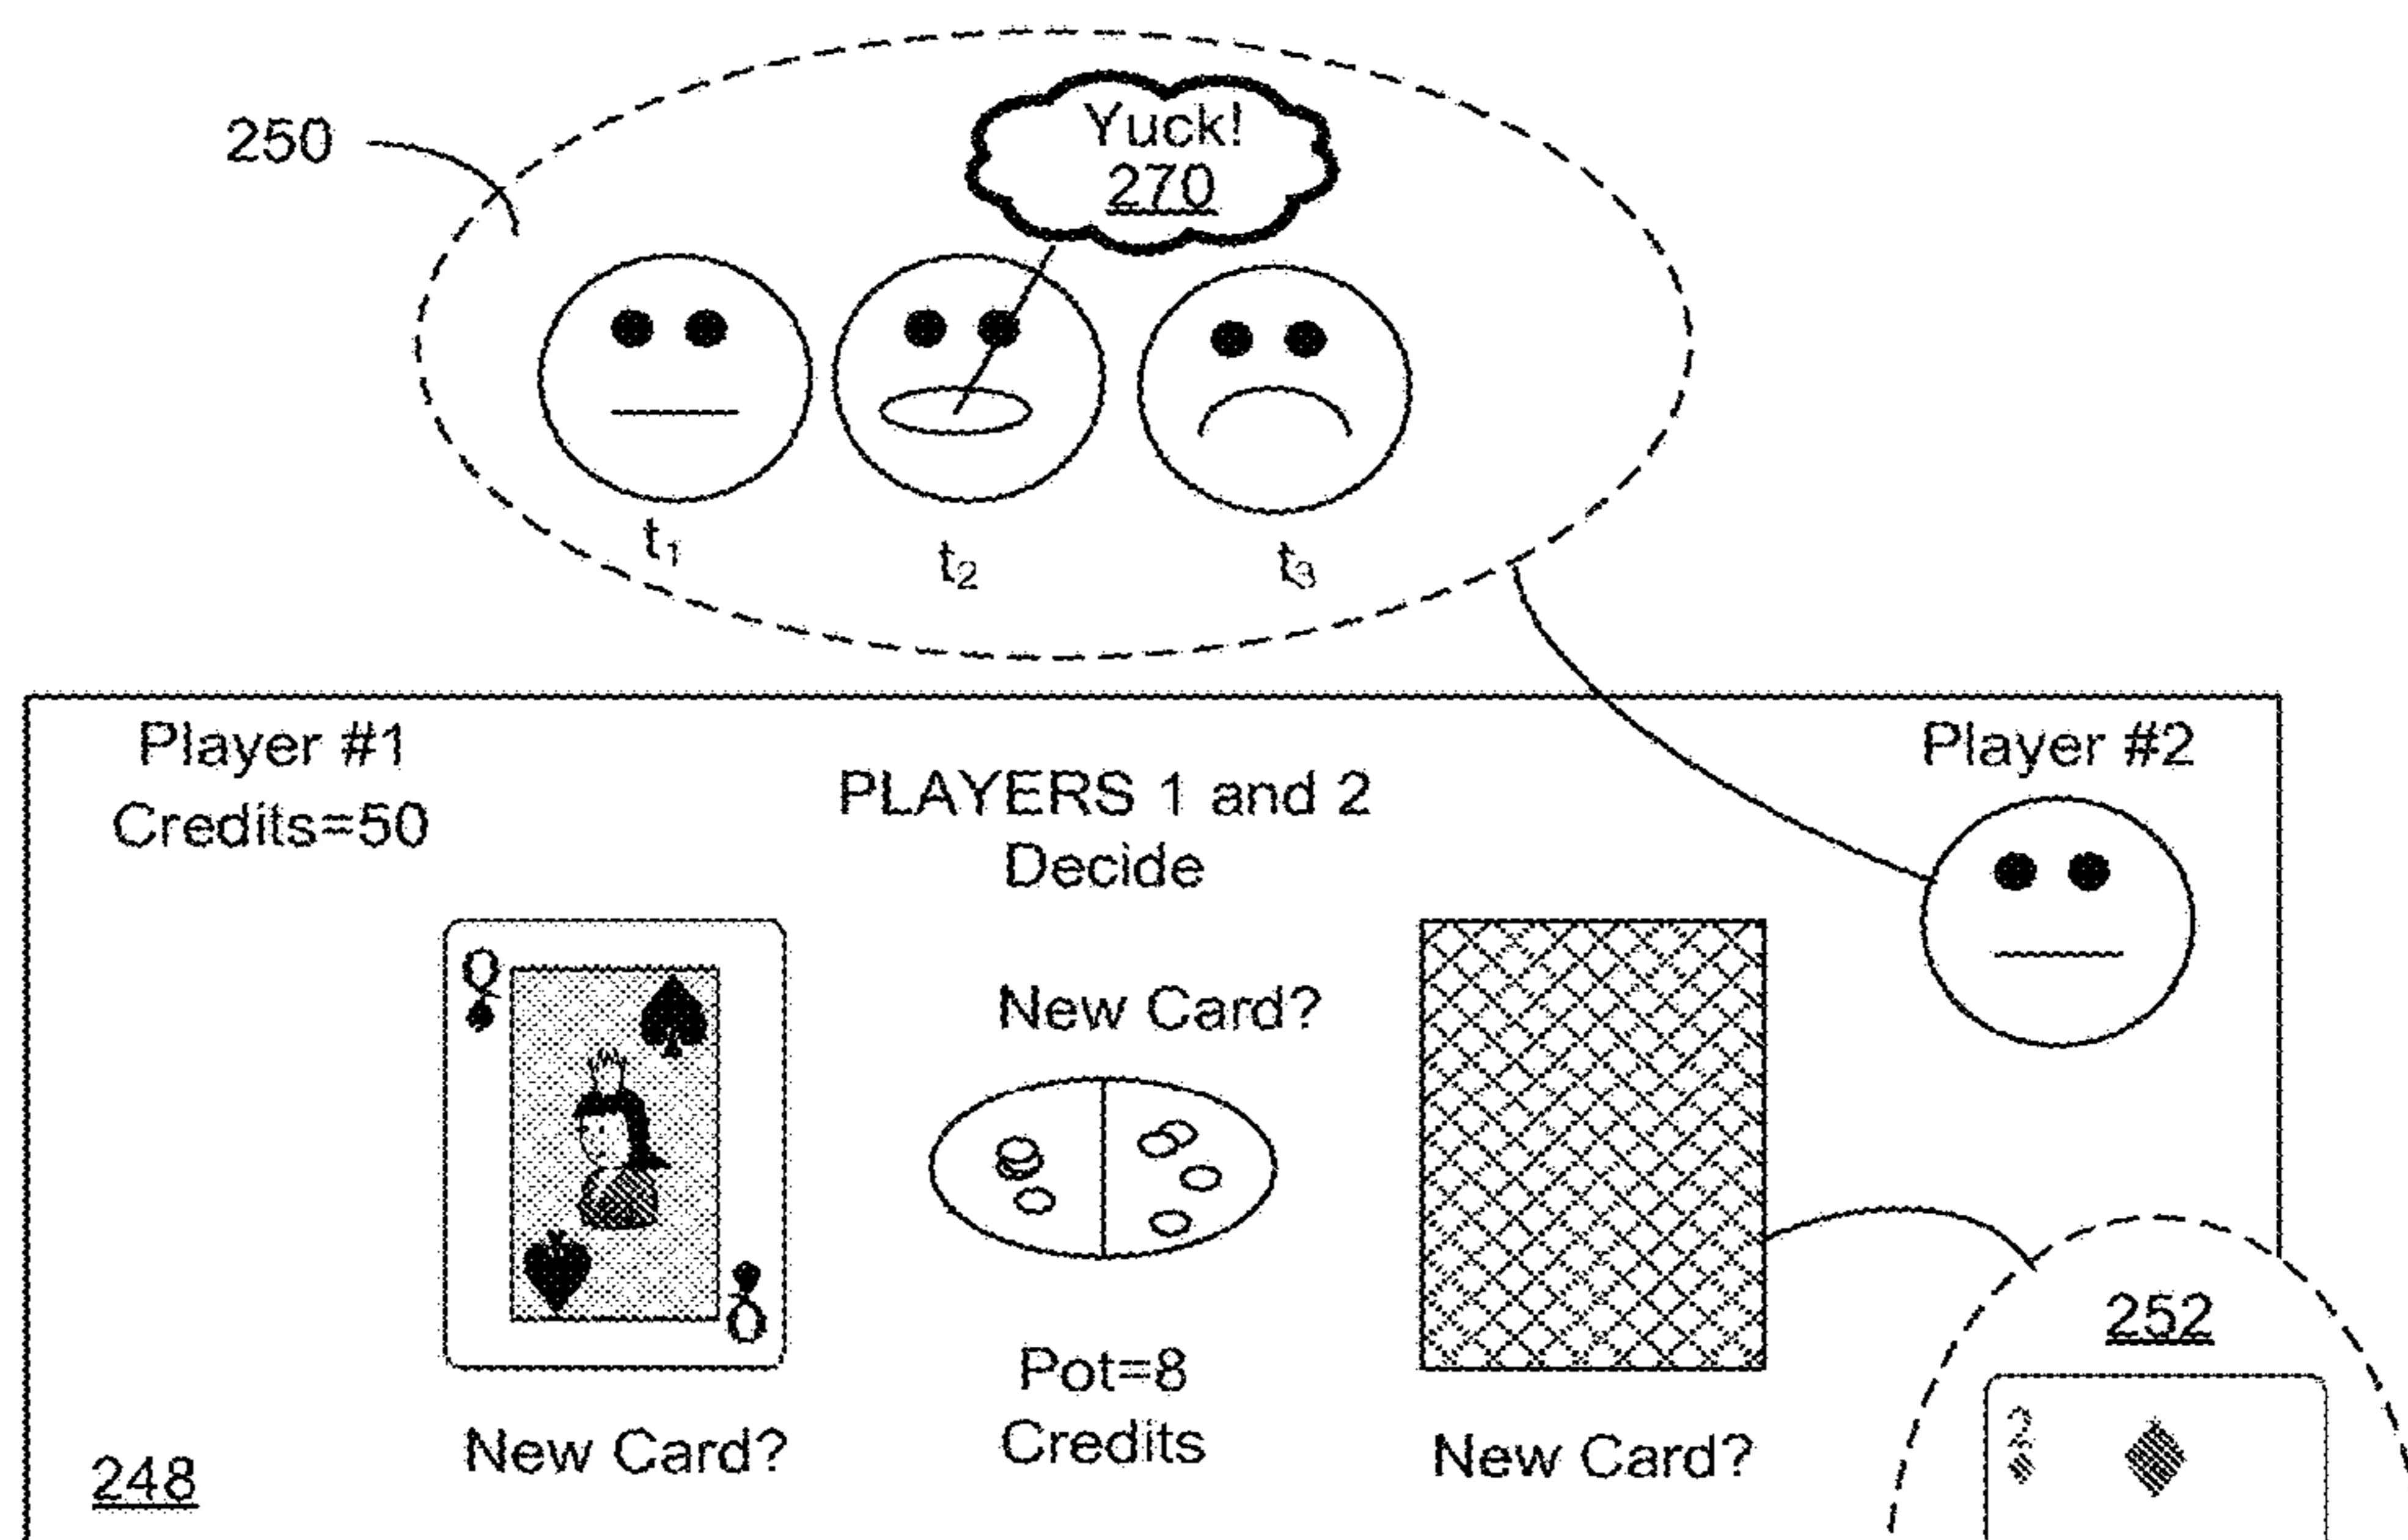 Yuck!
270
250
t₁
t₂
t₃
Player #1
Credits=50
PLAYERS 1 and 2
Decide
Player #2
Q
New Card?
Q
Pot=8
Credits
New Card?
New Card?
252
2
248